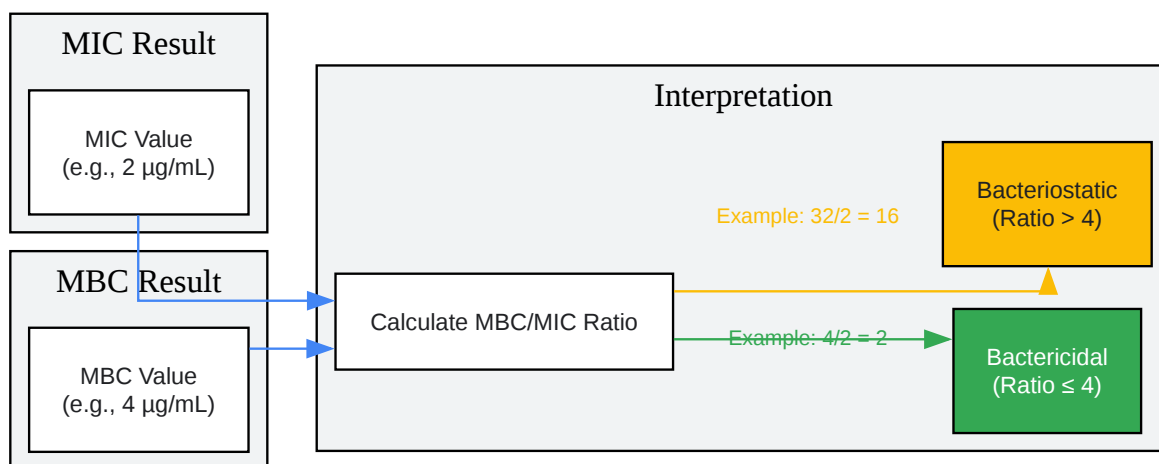 MIC Result
MIC Value
(e.g., 2 µg/mL)
MBC Result
MBC Value
(e.g., 4 µg/mL)
Interpretation
Calculate MBC/MIC Ratio
Example: 32/2 = 16
Bacteriostatic
(Ratio > 4)
Example: 4/2 = 2
Bactericidal
(Ratio ≤ 4)